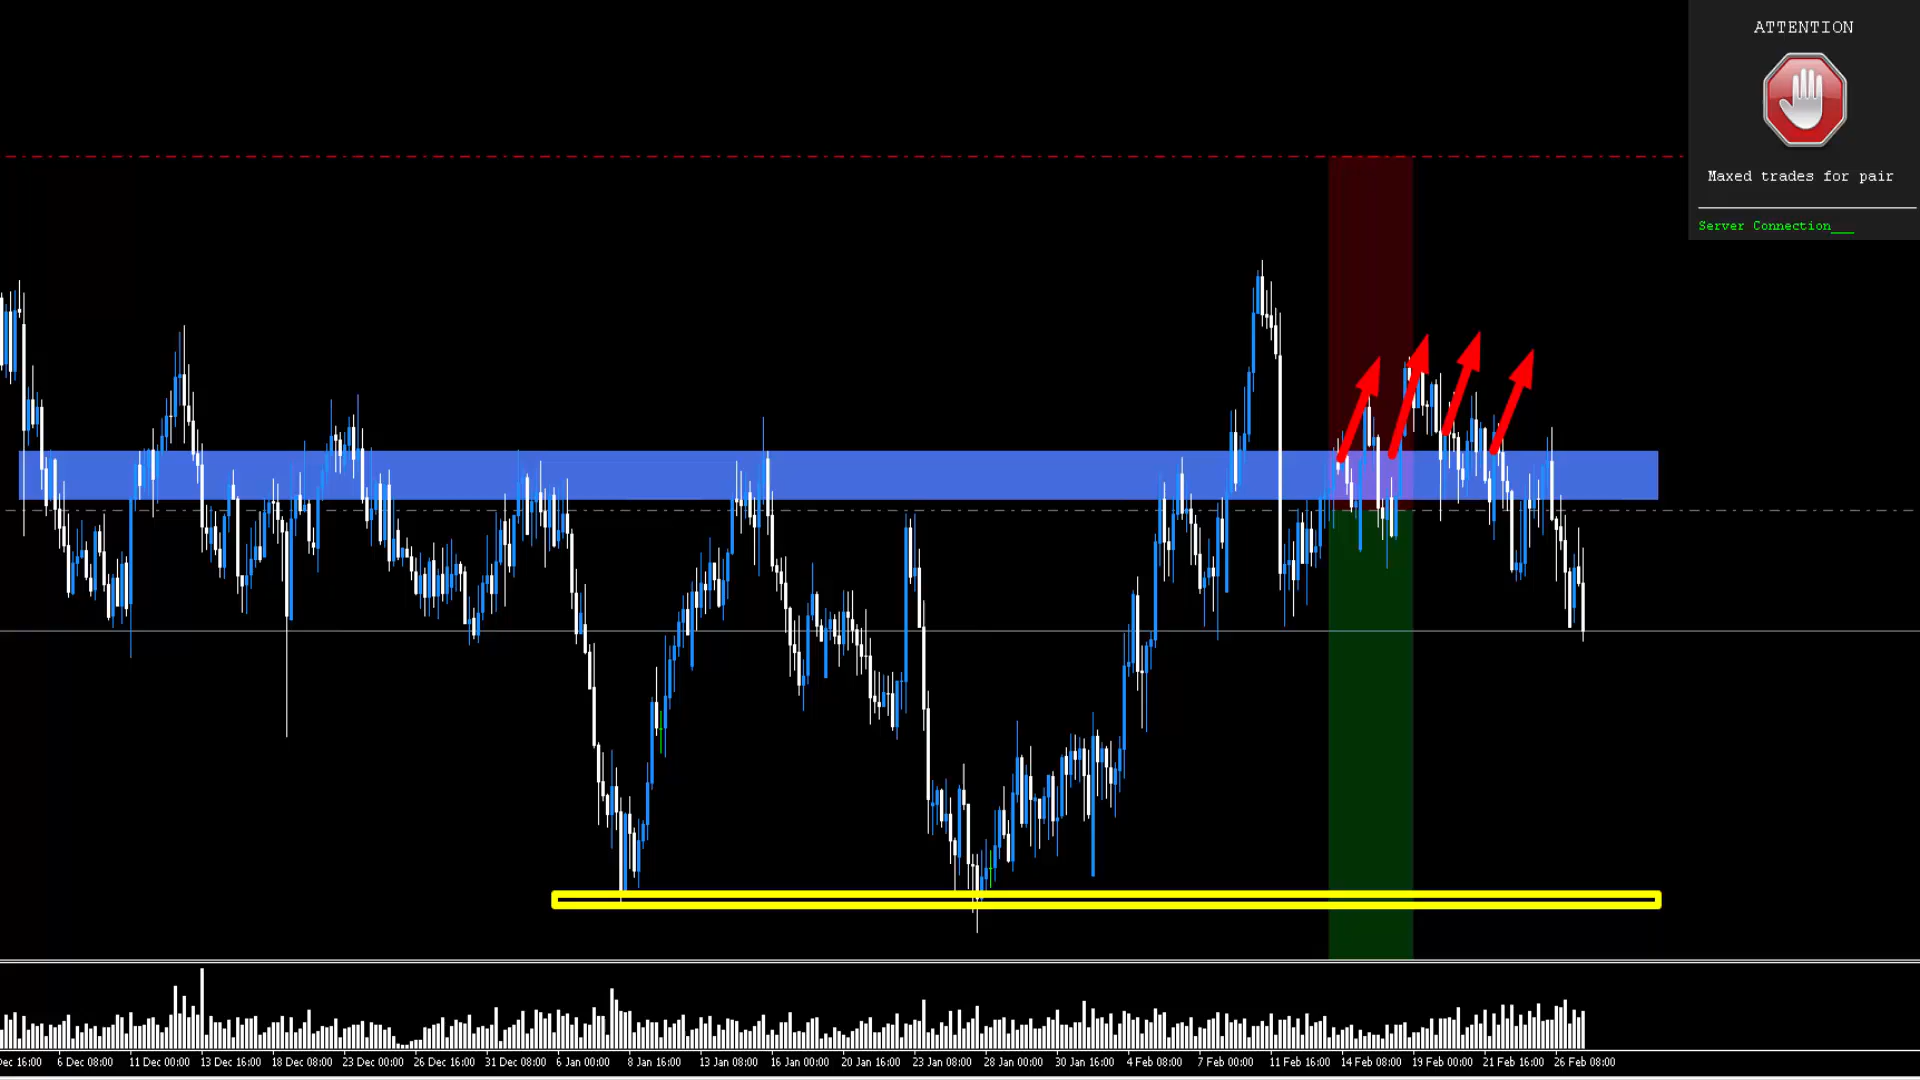 ATTENTION
Maxed trades for pair
Server Connection___
Dec 16:00 6 Dec 08:00 11 Dec 00:00 13 Dec 16:00 18 Dec 08:00 23 Dec 00:00 26 Dec 16:00 31 Dec 08:00 6 Jan 00:00 8 Jan 16:00 13 Jan 08:00 16 Jan 00:00 20 Jan 16:00 23 Jan 08:00 28 Jan 00:00 30 Jan 16:00 4 Feb 08:00 7 Feb 00:00 11 Feb 16:00 14 Feb 08:00 19 Feb 00:00 21 Feb 16:00 26 Feb 08:00